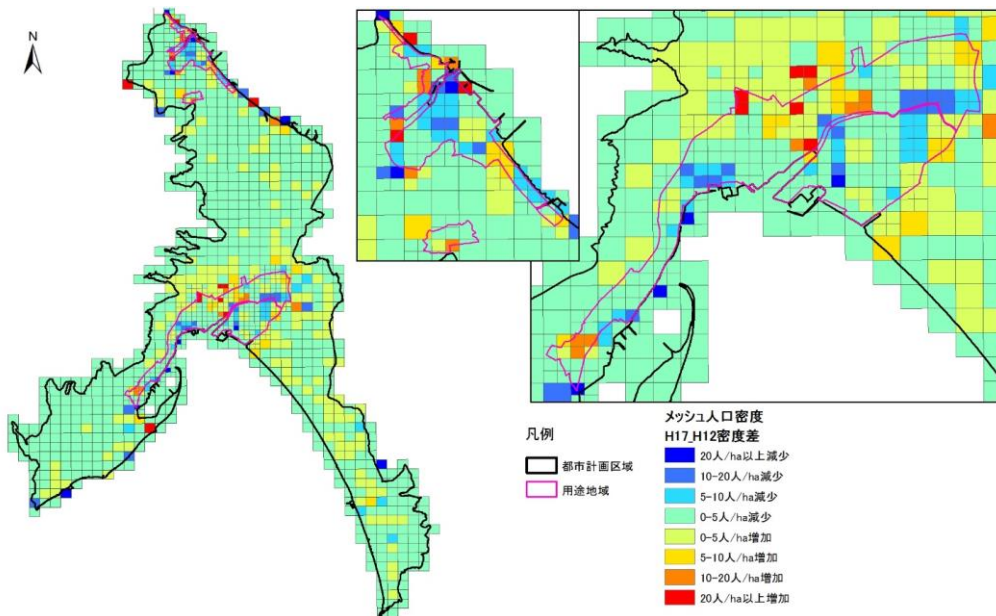 N
凡例
都市計画区域
用途地域
メッシュ人口密度
H17_H12密度差
20人/ha以上減少
10-20人/ha減少
5-10人/ha減少
0-5人/ha減少
0-5人/ha増加
5-10人/ha増加
10-20人/ha増加
20人/ha以上増加